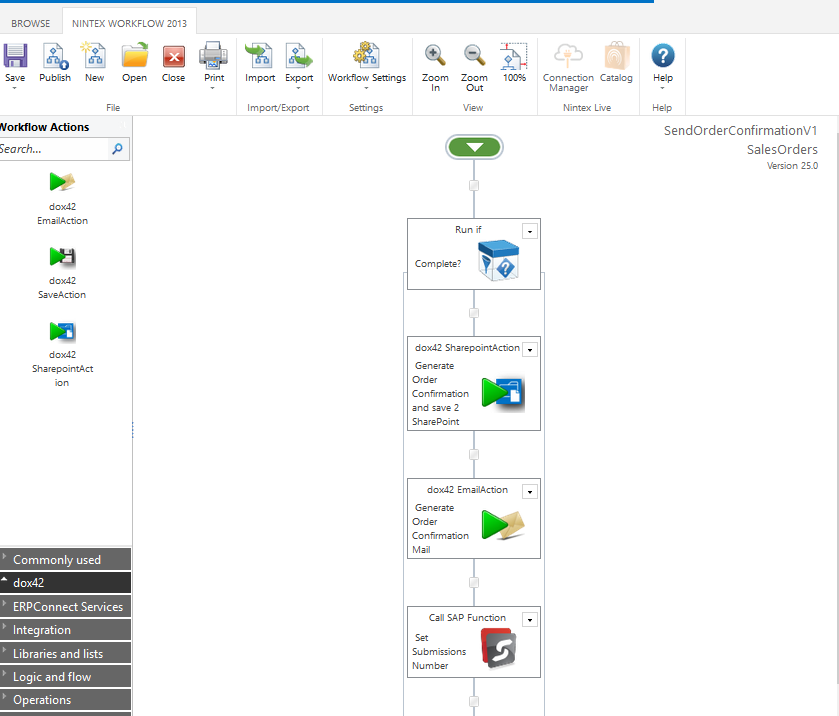 BROWSE
NINTEX WORKFLOW 2013
Save
Publish
New
Open
Close
Print
Import
Export
Workflow Settings
Zoom
In
Zoom
Out
100%
Connection
Manager
Catalog
Help
File
Import/Export
Settings
View
Nintex Live
Help
Workflow Actions
Search...
dox42
EmailAction
dox42
SaveAction
dox42
SharepointAct
ion
Commonly used
dox42
ERPConnect Services
Integration
Libraries and lists
Logic and flow
Operations
SendOrderConfirmationV1
SalesOrders
Version 25.0
Run if
Complete?
dox42 SharepointAction
Generate
Order
Confirmation
and save 2
SharePoint
dox42 EmailAction
Generate
Order
Confirmation
Mail
Call SAP Function
Set
Submissions
Number